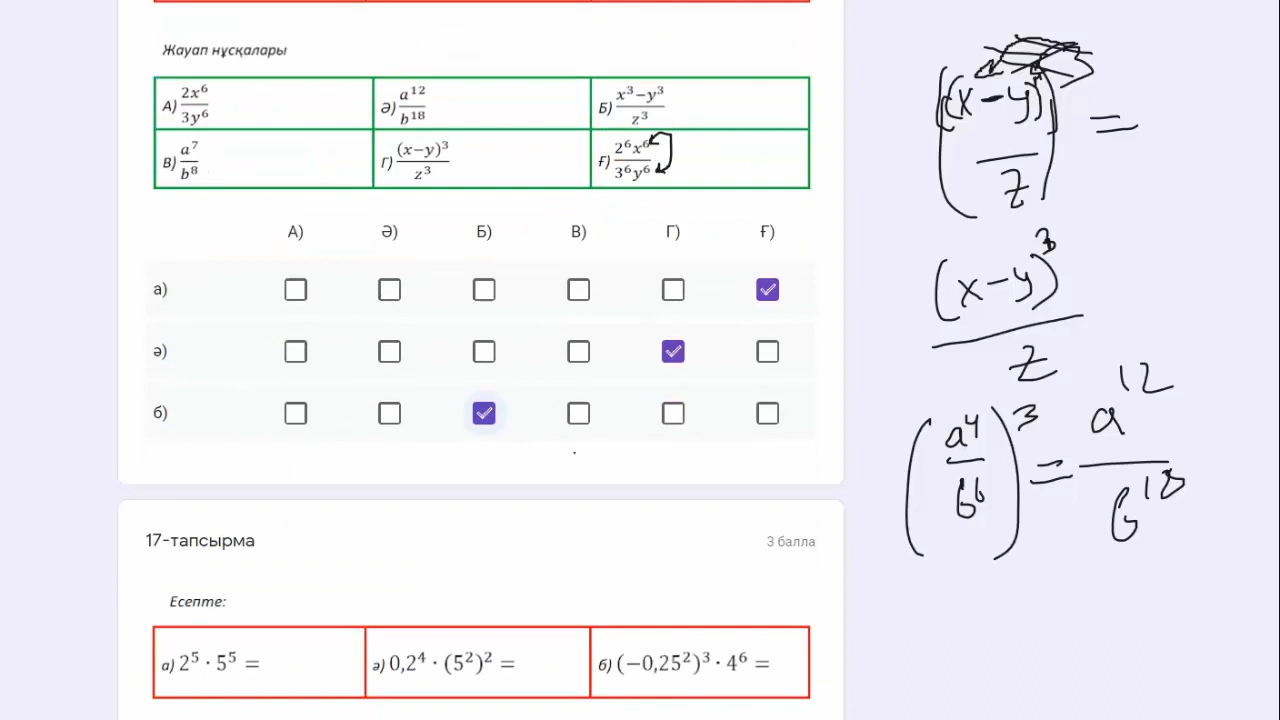 Жауап нұсқалары
А) 2x⁶/3y⁶ Ә) a¹²/b¹⁸ Б) x³−y³/z³
В) a⁷/b⁸ Г) (x−y)³/z³ Ғ) 2⁶x⁶/3⁶y⁶
А) Ә) Б) В) Г) Ғ)
а)
ә)
б)
17-тапсырма 3 балла
Есепте:
а) 2⁵ · 5⁵ = ә) 0,2⁴ · (5²)² = б) (−0,25²)³ · 4⁶ =
((x−y)/z) =
(x−y)³/z
(a⁴/b⁶)³ = a¹²/b¹⁸